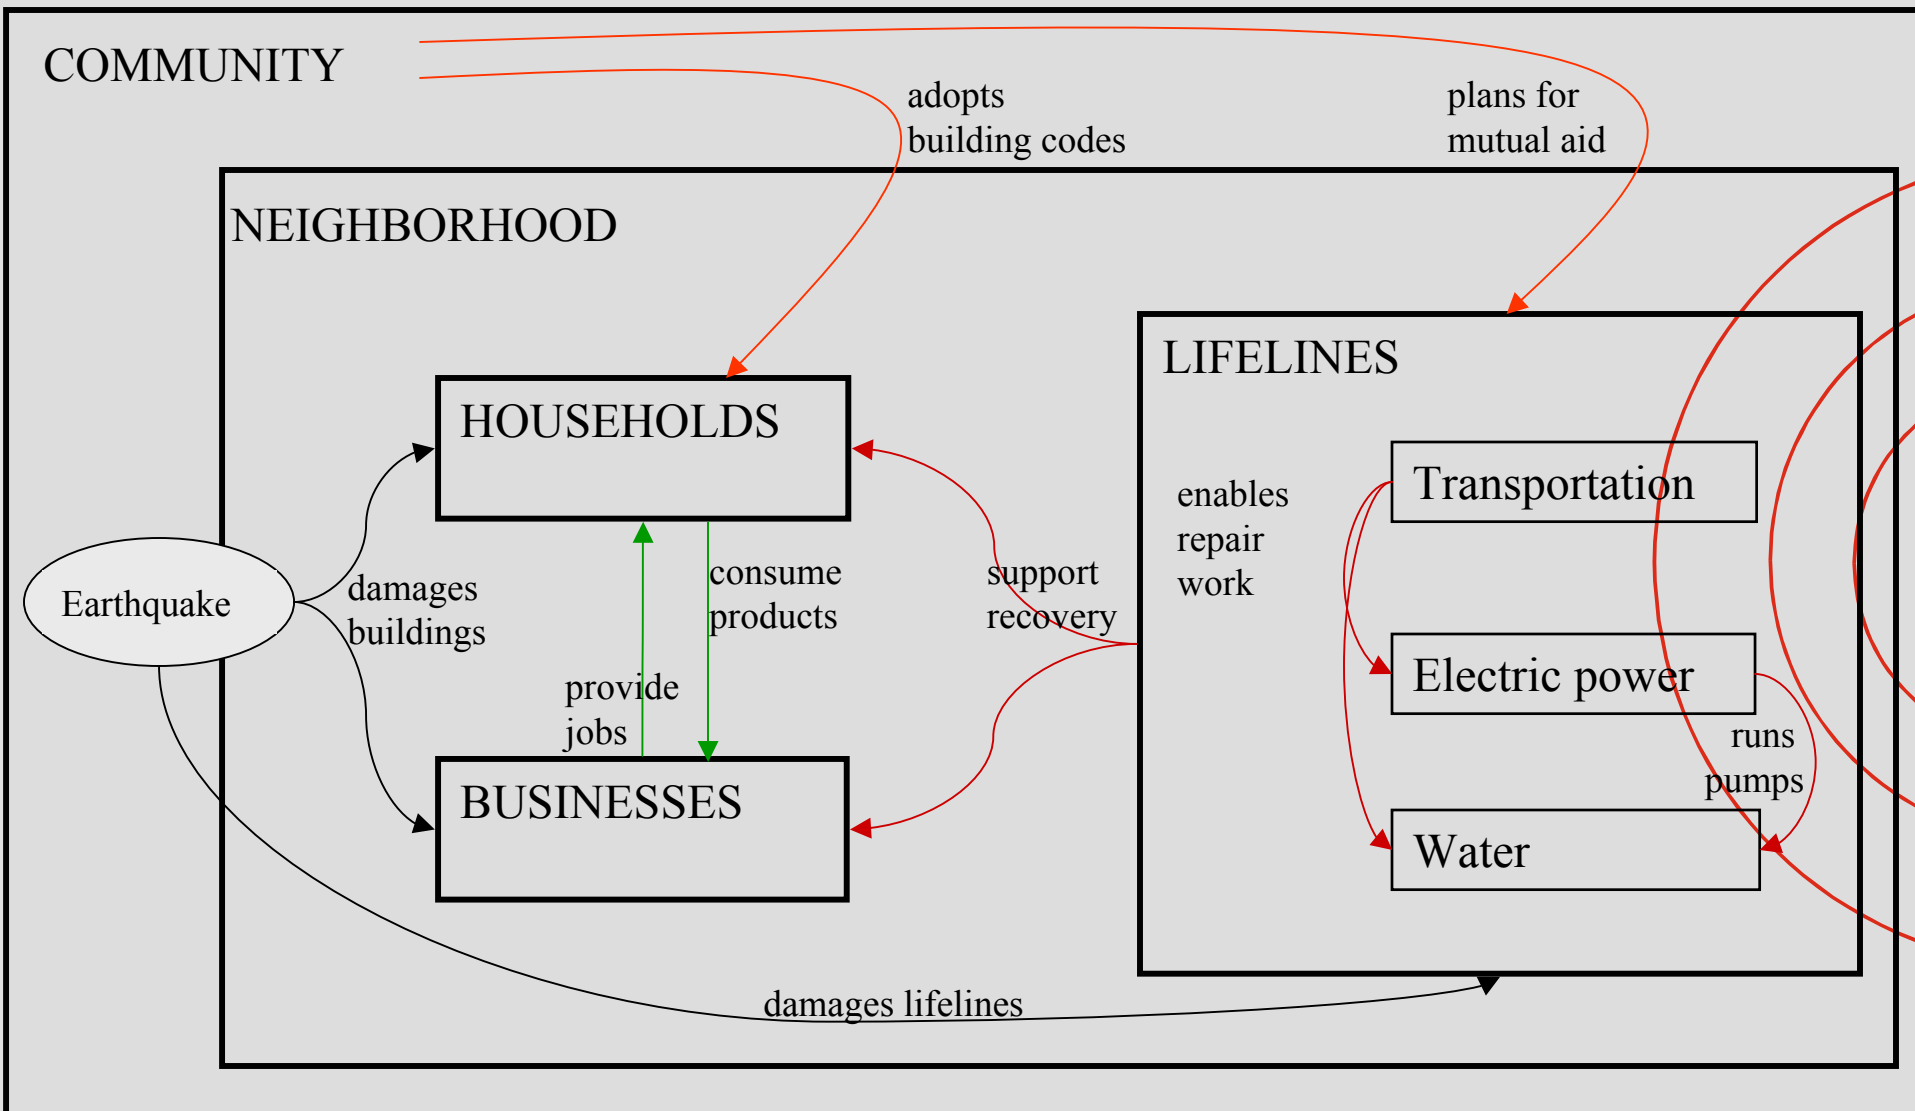 COMMUNITY
adopts
building codes
plans for
mutual aid
NEIGHBORHOOD
LIFELINES
HOUSEHOLDS
Transportation
enables
repair
work
Earthquake
damages
buildings
consume
products
support
recovery
provide
jobs
Electric power
runs
pumps
BUSINESSES
Water
damages lifelines